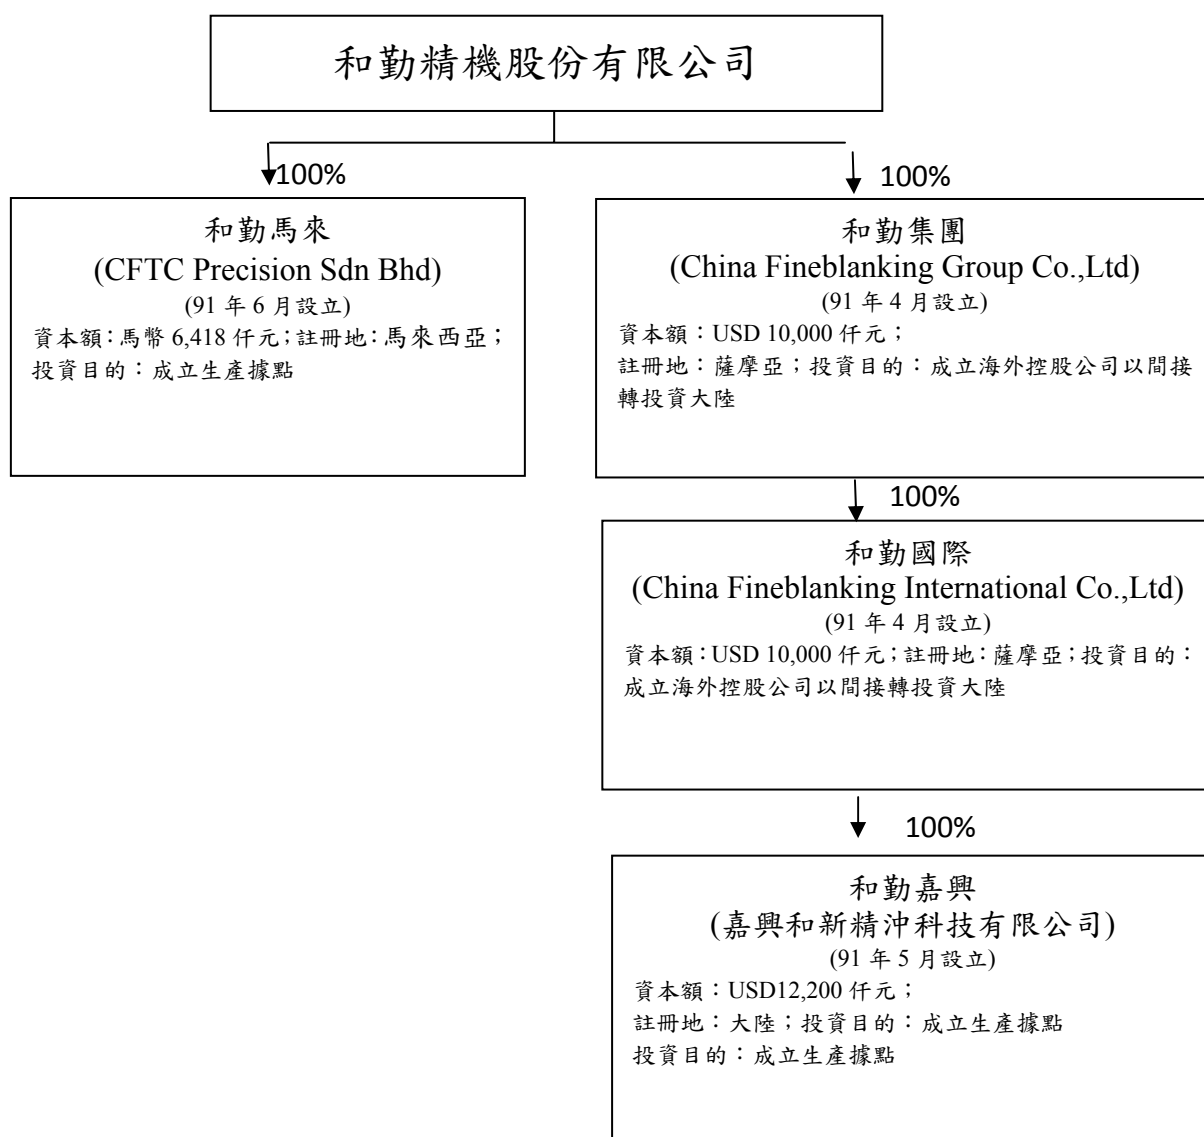 和勤精機股份有限公司
100%
100%
和勤馬來
(CFTC Precision Sdn Bhd)
(91 年 6 月設立)
資本額：馬幣 6,418 仟元；註冊地：馬來西亞；
投資目的：成立生產據點
和勤集團
(China Fineblanking Group Co.,Ltd)
(91 年 4 月設立)
資本額：USD 10,000 仟元；
註冊地：薩摩亞；投資目的：成立海外控股公司以間接
轉投資大陸
100%
和勤國際
(China Fineblanking International Co.,Ltd)
(91 年 4 月設立)
資本額：USD 10,000 仟元；註冊地：薩摩亞；投資目的：
成立海外控股公司以間接轉投資大陸
100%
和勤嘉興
(嘉興和新精沖科技有限公司)
(91 年 5 月設立)
資本額：USD12,200 仟元；
註冊地：大陸；投資目的：成立生產據點
投資目的：成立生產據點